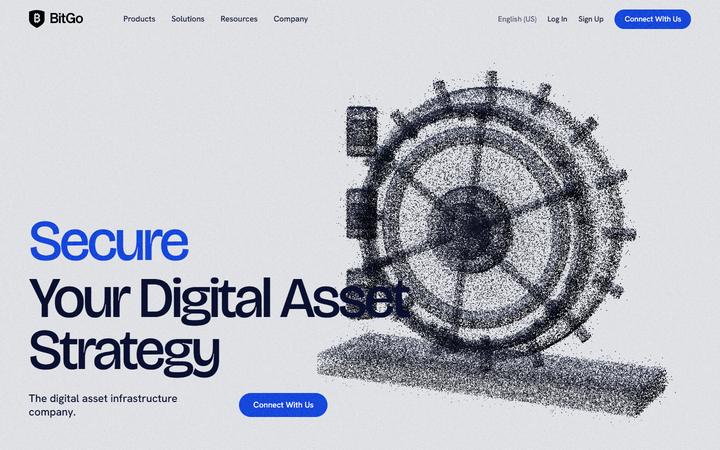 BitGo
Products
Solutions
Resources
Company
English (US)
Log In
Sign Up
Connect With Us
Secure
Your Digital Asset
Strategy
The digital asset infrastructure
company.
Connect With Us